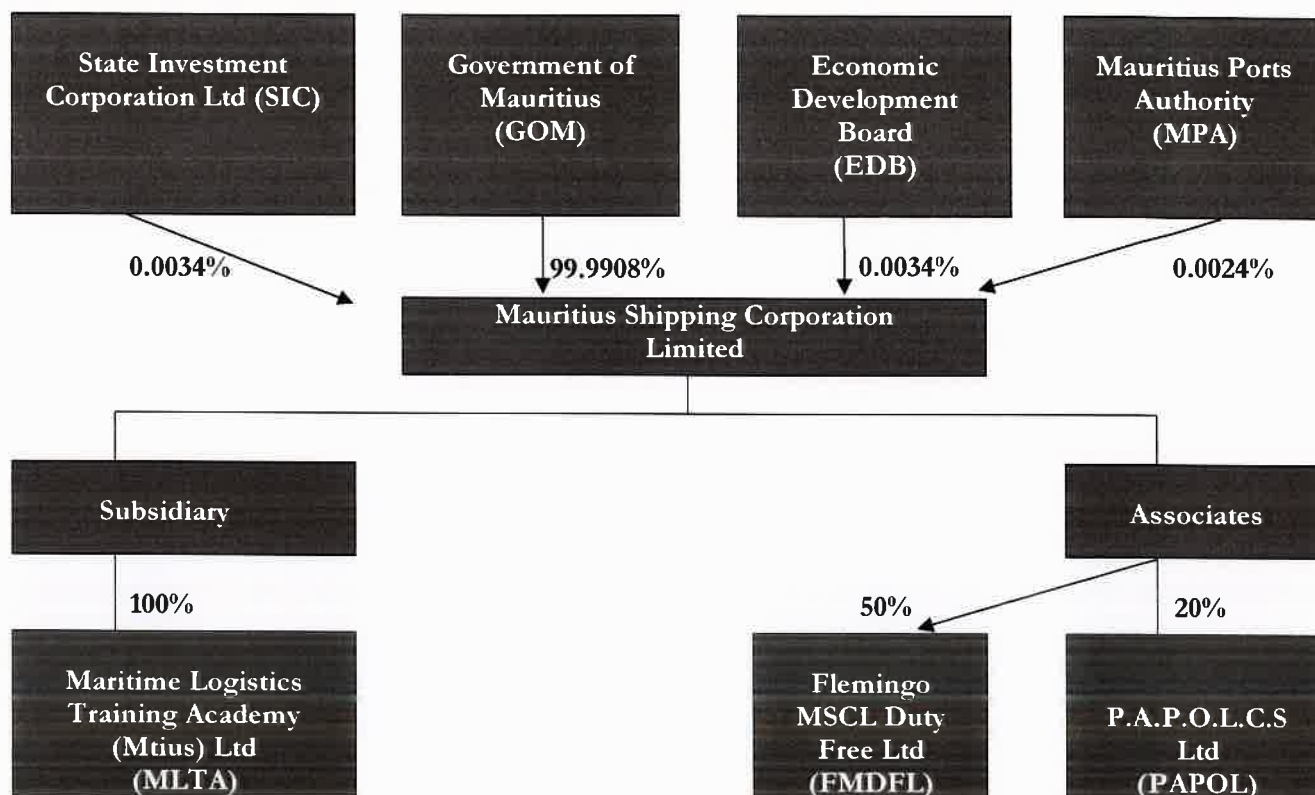 State Investment
Corporation Ltd (SIC)
Government of
Mauritius
(GOM)
Economic
Development
Board
(EDB)
Mauritius Ports
Authority
(MPA)
0.0034%
99.9908%
0.0034%
0.0024%
Mauritius Shipping Corporation
Limited
Subsidiary
Associates
100%
50%
20%
Maritime Logistics
Training Academy
(Mtius) Ltd
(MLTA)
Flemingo
MSCL Duty
Free Ltd
(FMDFL)
P.A.P.O.L.C.S
Ltd
(PAPOL)